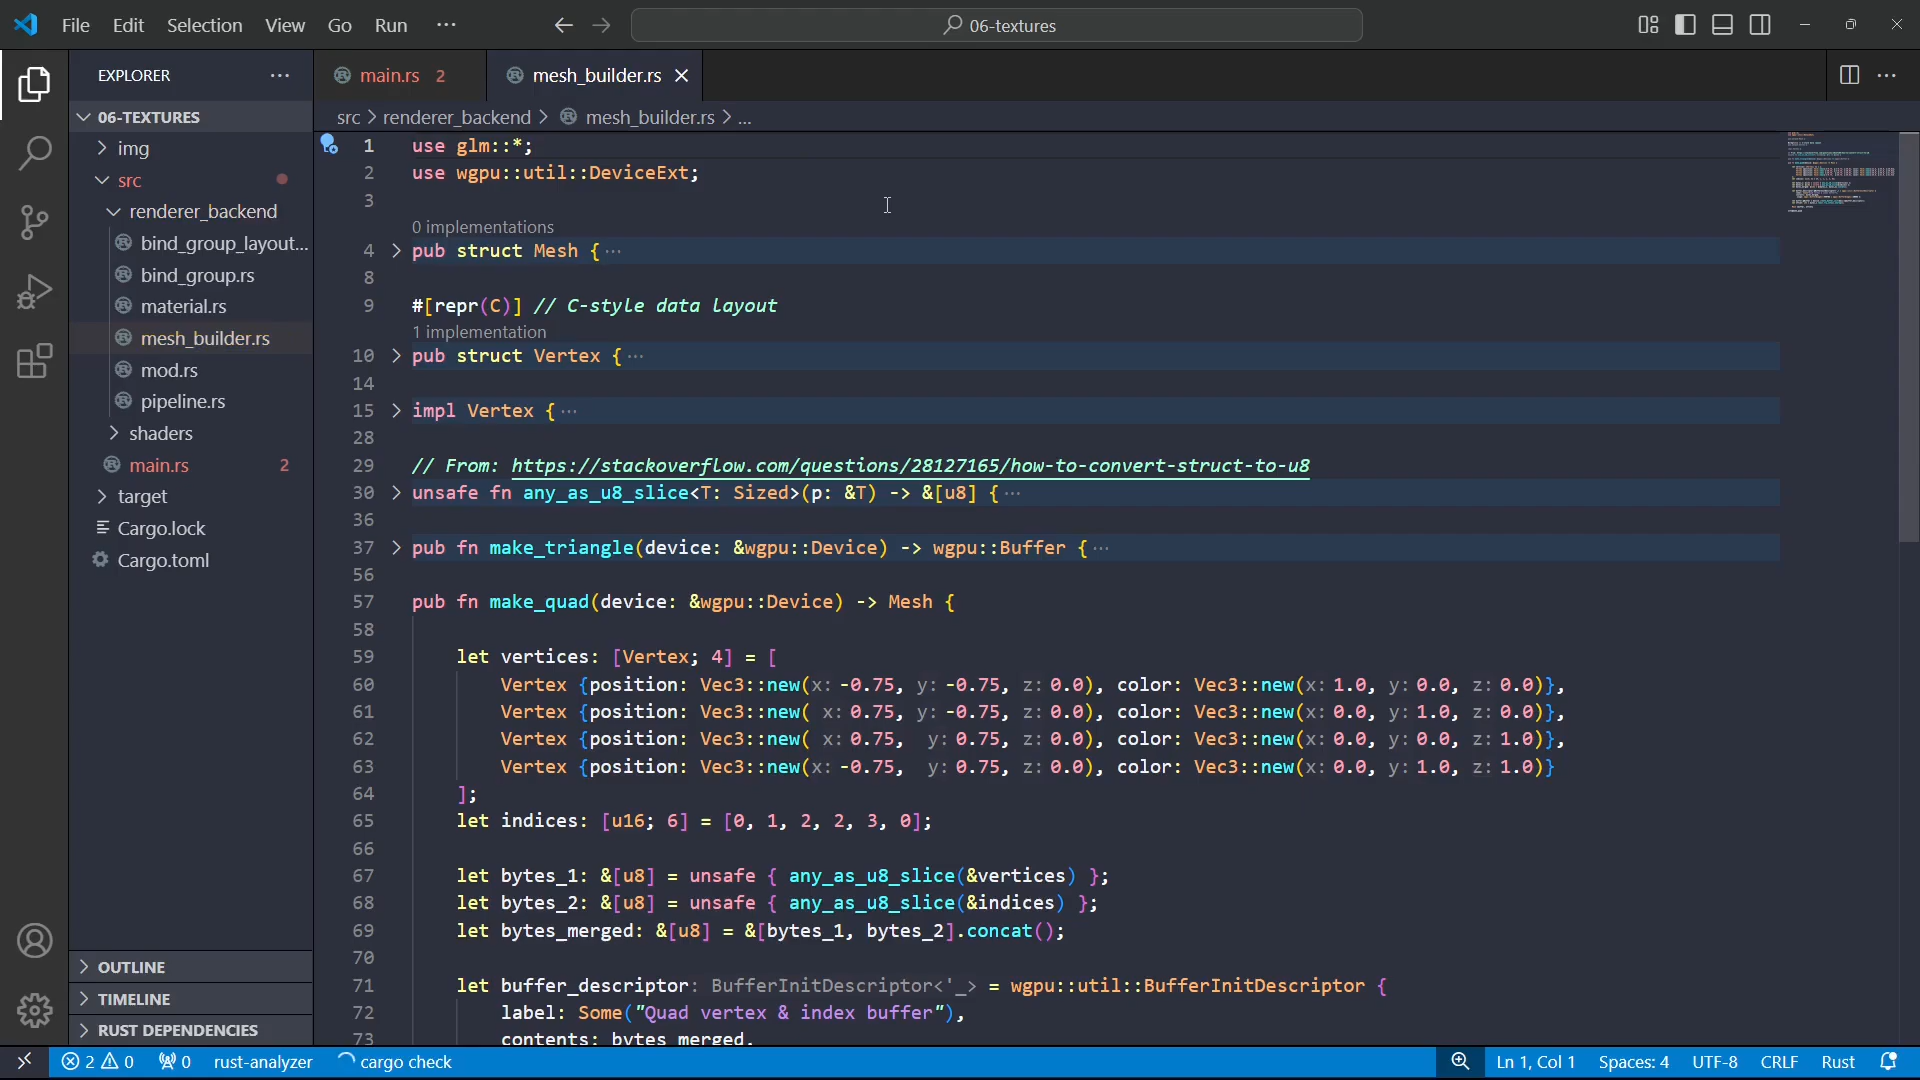 File Edit Selection View Go Run ···
06-textures
EXPLORER ···
06-TEXTURES
img
src
renderer_backend
bind_group_layout...
bind_group.rs
material.rs
mesh_builder.rs
mod.rs
pipeline.rs
shaders
main.rs 2
target
Cargo.lock
Cargo.toml
OUTLINE
TIMELINE
RUST DEPENDENCIES
main.rs 2 mesh_builder.rs
src > renderer_backend > mesh_builder.rs > ...
1 use glm::*;
2 use wgpu::util::DeviceExt;
3
0 implementations
4 pub struct Mesh {···
8
9 #[repr(C)] // C-style data layout
1 implementation
10 pub struct Vertex {···
14
15 impl Vertex {···
28
29 // From: https://stackoverflow.com/questions/28127165/how-to-convert-struct-to-u8
30 unsafe fn any_as_u8_slice<T: Sized>(p: &T) -> &[u8] {···
36
37 pub fn make_triangle(device: &wgpu::Device) -> wgpu::Buffer {···
56
57 pub fn make_quad(device: &wgpu::Device) -> Mesh {
58
59 let vertices: [Vertex; 4] = [
60 Vertex {position: Vec3::new(x: -0.75, y: -0.75, z: 0.0), color: Vec3::new(x: 1.0, y: 0.0, z: 0.0)},
61 Vertex {position: Vec3::new( x: 0.75, y: -0.75, z: 0.0), color: Vec3::new(x: 0.0, y: 1.0, z: 0.0)},
62 Vertex {position: Vec3::new( x: 0.75, y: 0.75, z: 0.0), color: Vec3::new(x: 0.0, y: 0.0, z: 1.0)},
63 Vertex {position: Vec3::new(x: -0.75, y: 0.75, z: 0.0), color: Vec3::new(x: 0.0, y: 1.0, z: 1.0)}
64 ];
65 let indices: [u16; 6] = [0, 1, 2, 2, 3, 0];
66
67 let bytes_1: &[u8] = unsafe { any_as_u8_slice(&vertices) };
68 let bytes_2: &[u8] = unsafe { any_as_u8_slice(&indices) };
69 let bytes_merged: &[u8] = &[bytes_1, bytes_2].concat();
70
71 let buffer_descriptor: BufferInitDescriptor<'_> = wgpu::util::BufferInitDescriptor {
72 label: Some("Quad vertex & index buffer"),
73 contents: bytes_merged,
2 0 0 rust-analyzer cargo check Ln 1, Col 1 Spaces: 4 UTF-8 CRLF Rust